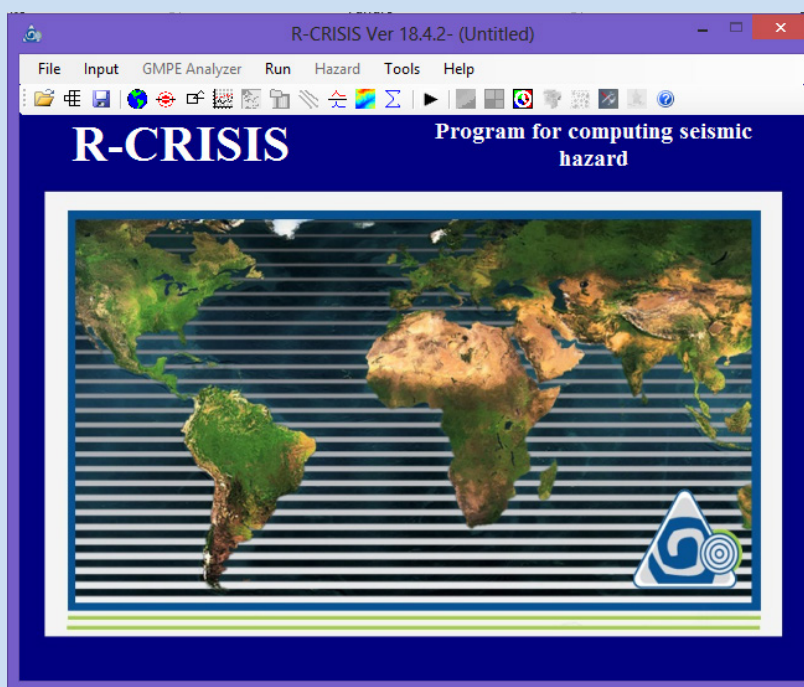 R-CRISIS Ver 18.4.2- (Untitled)
File Input GMPE Analyzer Run Hazard Tools Help
R-CRISIS
Program for computing seismic
hazard